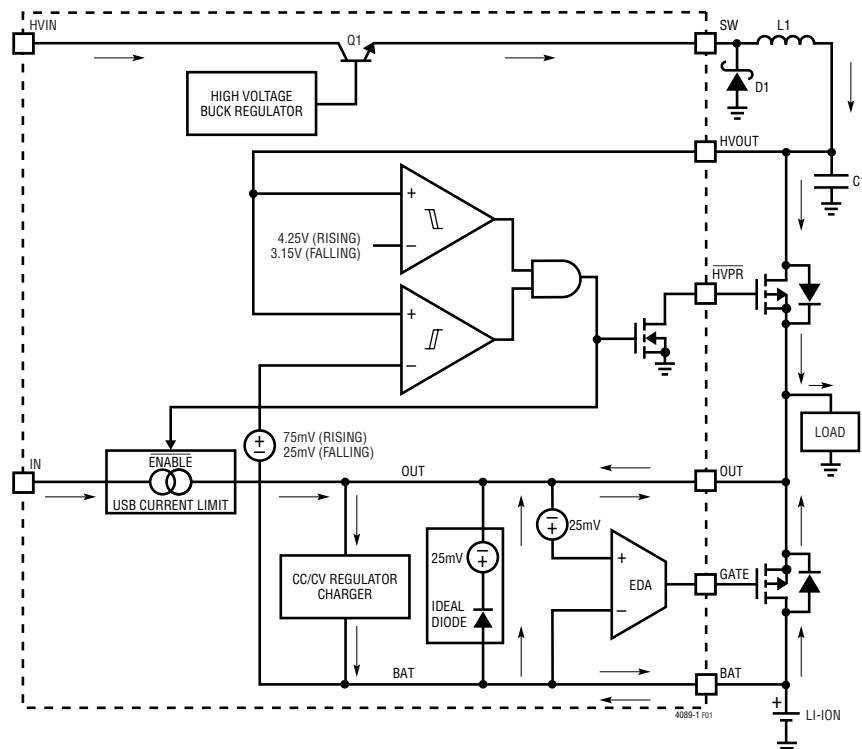 HVIN
SW
L1
Q1
D1
HIGH VOLTAGE
BUCK REGULATOR
HVOUT
C1
+
4.25V (RISING)
3.15V (FALLING)
–
HVPR
+
–
75mV (RISING)
25mV (FALLING)
+
–
LOAD
IN
ENABLE
USB CURRENT LIMIT
OUT
OUT
–
+
25mV
–
+
25mV
CC/CV REGULATOR
CHARGER
IDEAL
DIODE
+
EDA
–
GATE
BAT
BAT
4089-1 F01
+
LI-ION